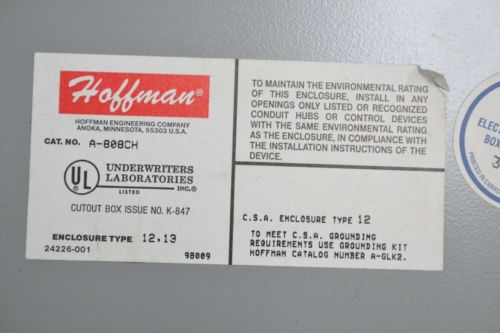 Hoffman®
HOFFMAN ENGINEERING COMPANY
ANOKA, MINNESOTA, 55303 U.S.A.
CAT. NO. A-808CH
UL
UNDERWRITERS
LABORATORIES
INC.®
LISTED
CUTOUT BOX ISSUE NO. K-847
ENCLOSURE TYPE 12,13
24226-001
98089
TO MAINTAIN THE ENVIRONMENTAL RATING
OF THIS ENCLOSURE, INSTALL IN ANY
OPENINGS ONLY LISTED OR RECOGNIZED
CONDUIT HUBS OR CONTROL DEVICES
WITH THE SAME ENVIRONMENTAL RATING
AS THE ENCLOSURE, IN COMPLIANCE WITH
THE INSTALLATION INSTRUCTIONS OF THE
DEVICE.
C.S.A. ENCLOSURE TYPE 12
TO MEET C.S.A. GROUNDING
REQUIREMENTS USE GROUNDING KIT
HOFFMAN CATALOG NUMBER A-GLK2.
ELEC
BOX
3
PRINTED IN CANA